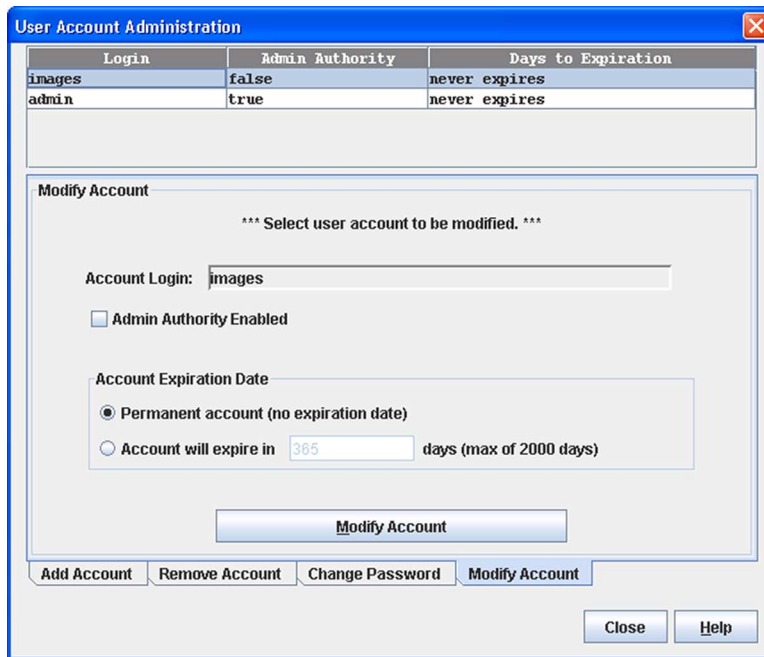 User Account Administration
Login Admin Authority Days to Expiration
images false never expires
admin true never expires
Modify Account
*** Select user account to be modified. ***
Account Login: images
Admin Authority Enabled
Account Expiration Date
Permanent account (no expiration date)
Account will expire in 365 days (max of 2000 days)
Modify Account
Add Account Remove Account Change Password Modify Account
Close Help